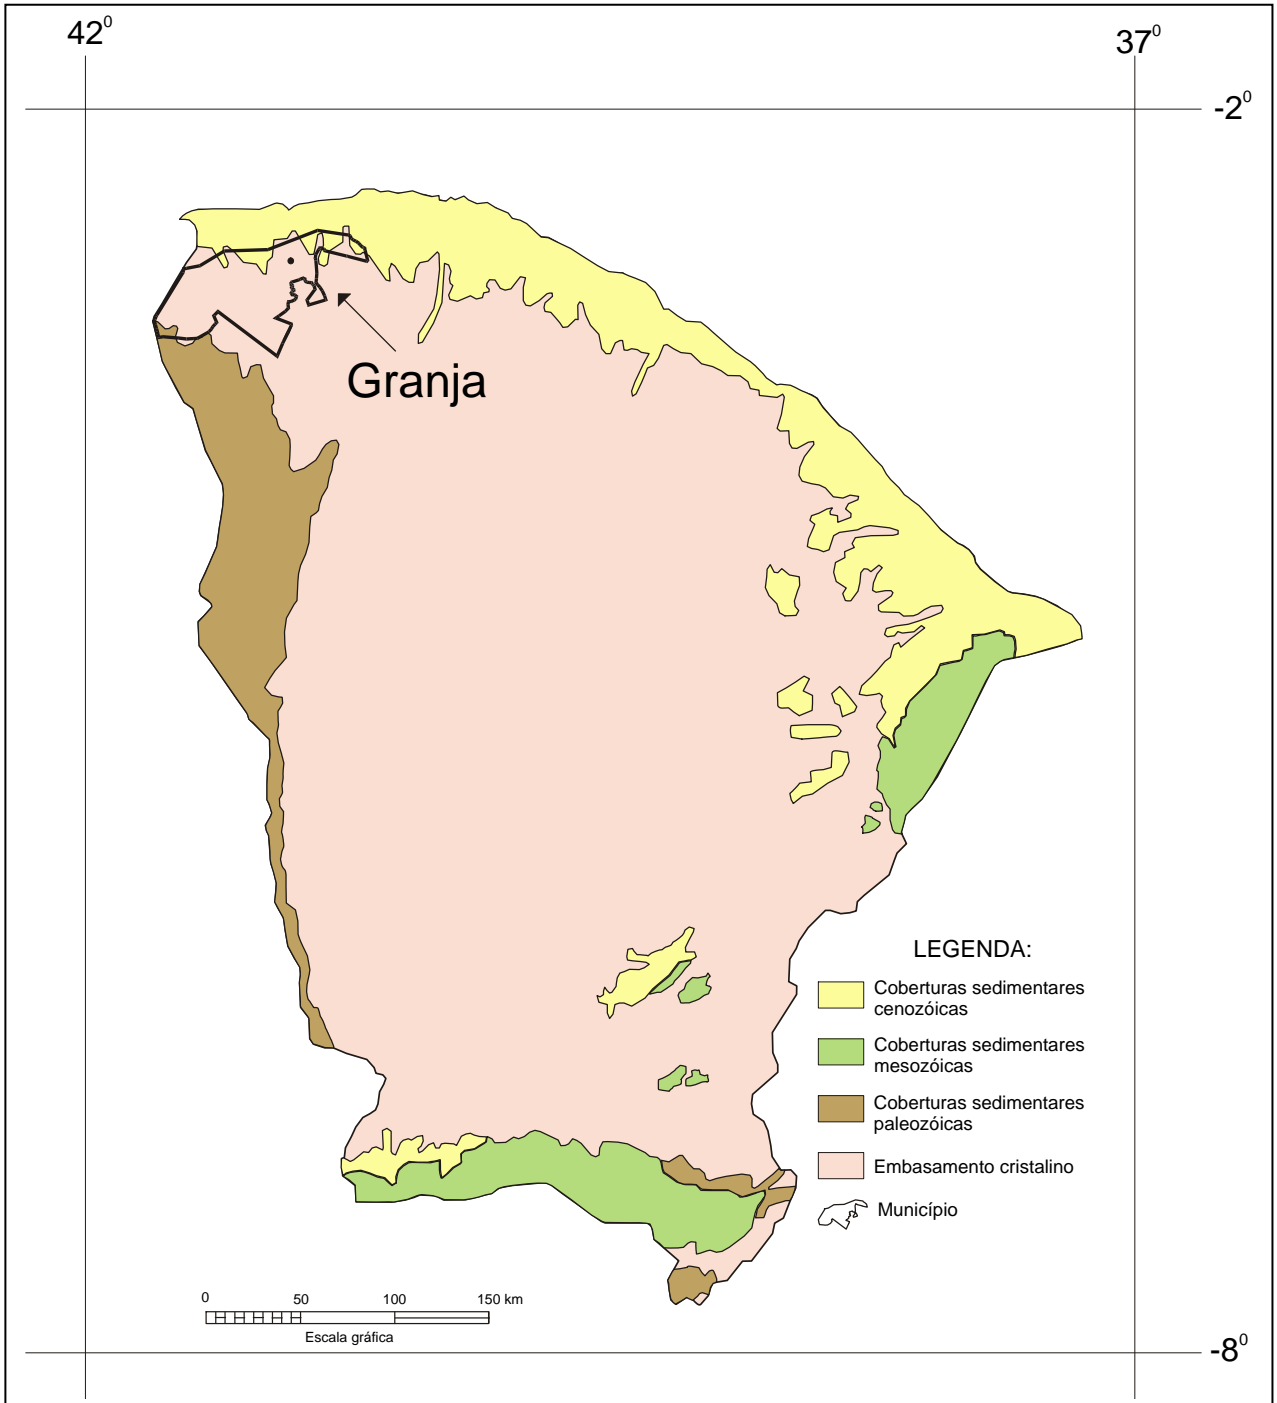 42⁰
37⁰
-2⁰
Granja
LEGENDA:
Coberturas sedimentares
cenozóicas
Coberturas sedimentares
mesozóicas
Coberturas sedimentares
paleozóicas
Embasamento cristalino
Município
0 50 100 150 km
Escala gráfica
-8⁰